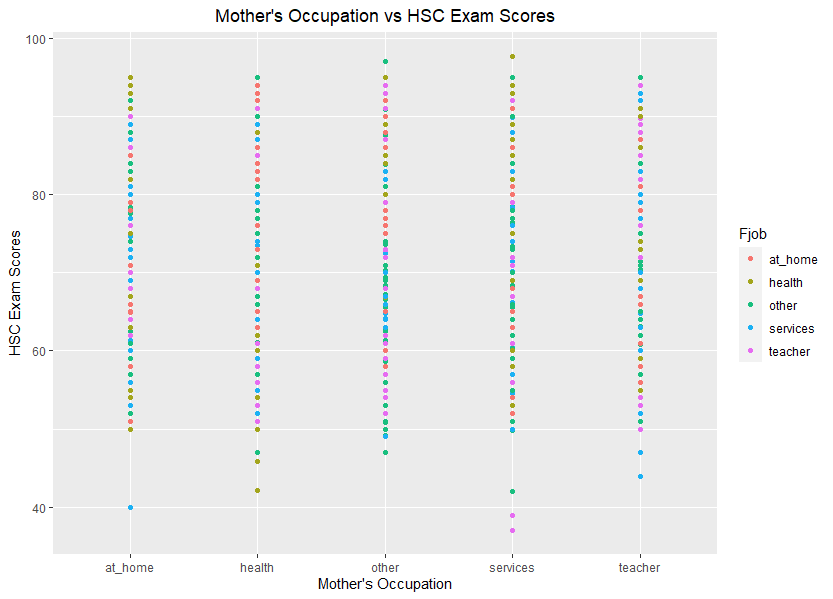 Mother's Occupation vs HSC Exam Scores
100
80
60
40
HSC Exam Scores
at_home health other services teacher
Mother's Occupation
Fjob
at_home
health
other
services
teacher